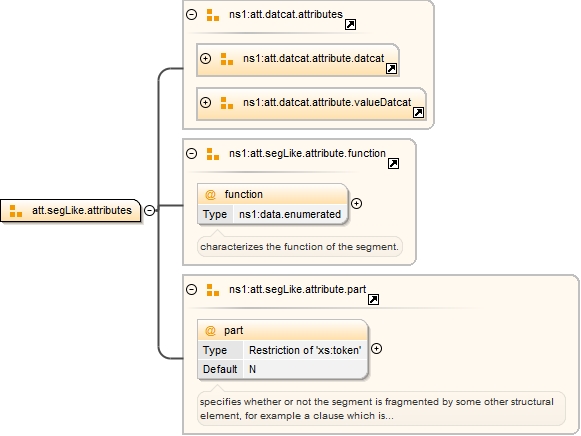 ns1:att.datcat.attributes
ns1:att.datcat.attribute.datcat
ns1:att.datcat.attribute.valueDatcat
ns1:att.segLike.attribute.function
@ function
Type ns1:data.enumerated
characterizes the function of the segment.
att.segLike.attributes
ns1:att.segLike.attribute.part
@ part
Type Restriction of 'xs:token'
Default N
specifies whether or not the segment is fragmented by some other structural
element, for example a clause which is...